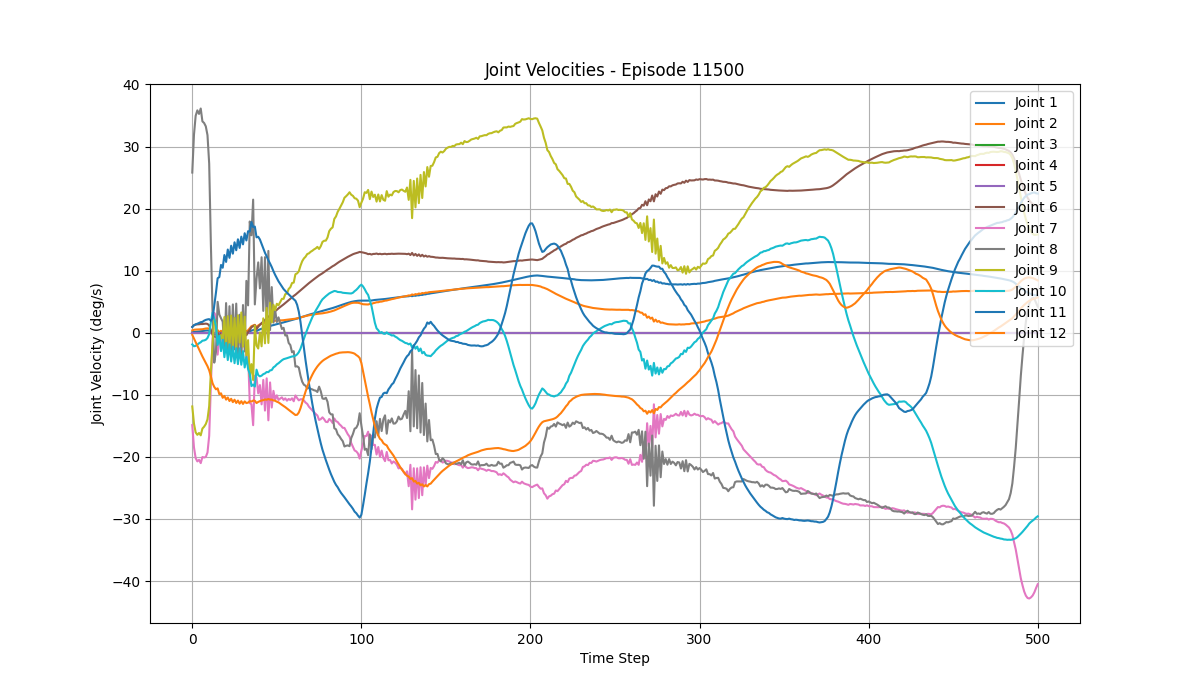 Joint Velocities - Episode 11500
Joint Velocity (deg/s)
40
30
20
10
0
−10
−20
−30
−40
Joint 1
Joint 2
Joint 3
Joint 4
Joint 5
Joint 6
Joint 7
Joint 8
Joint 9
Joint 10
Joint 11
Joint 12
0 100 200 300 400 500
Time Step